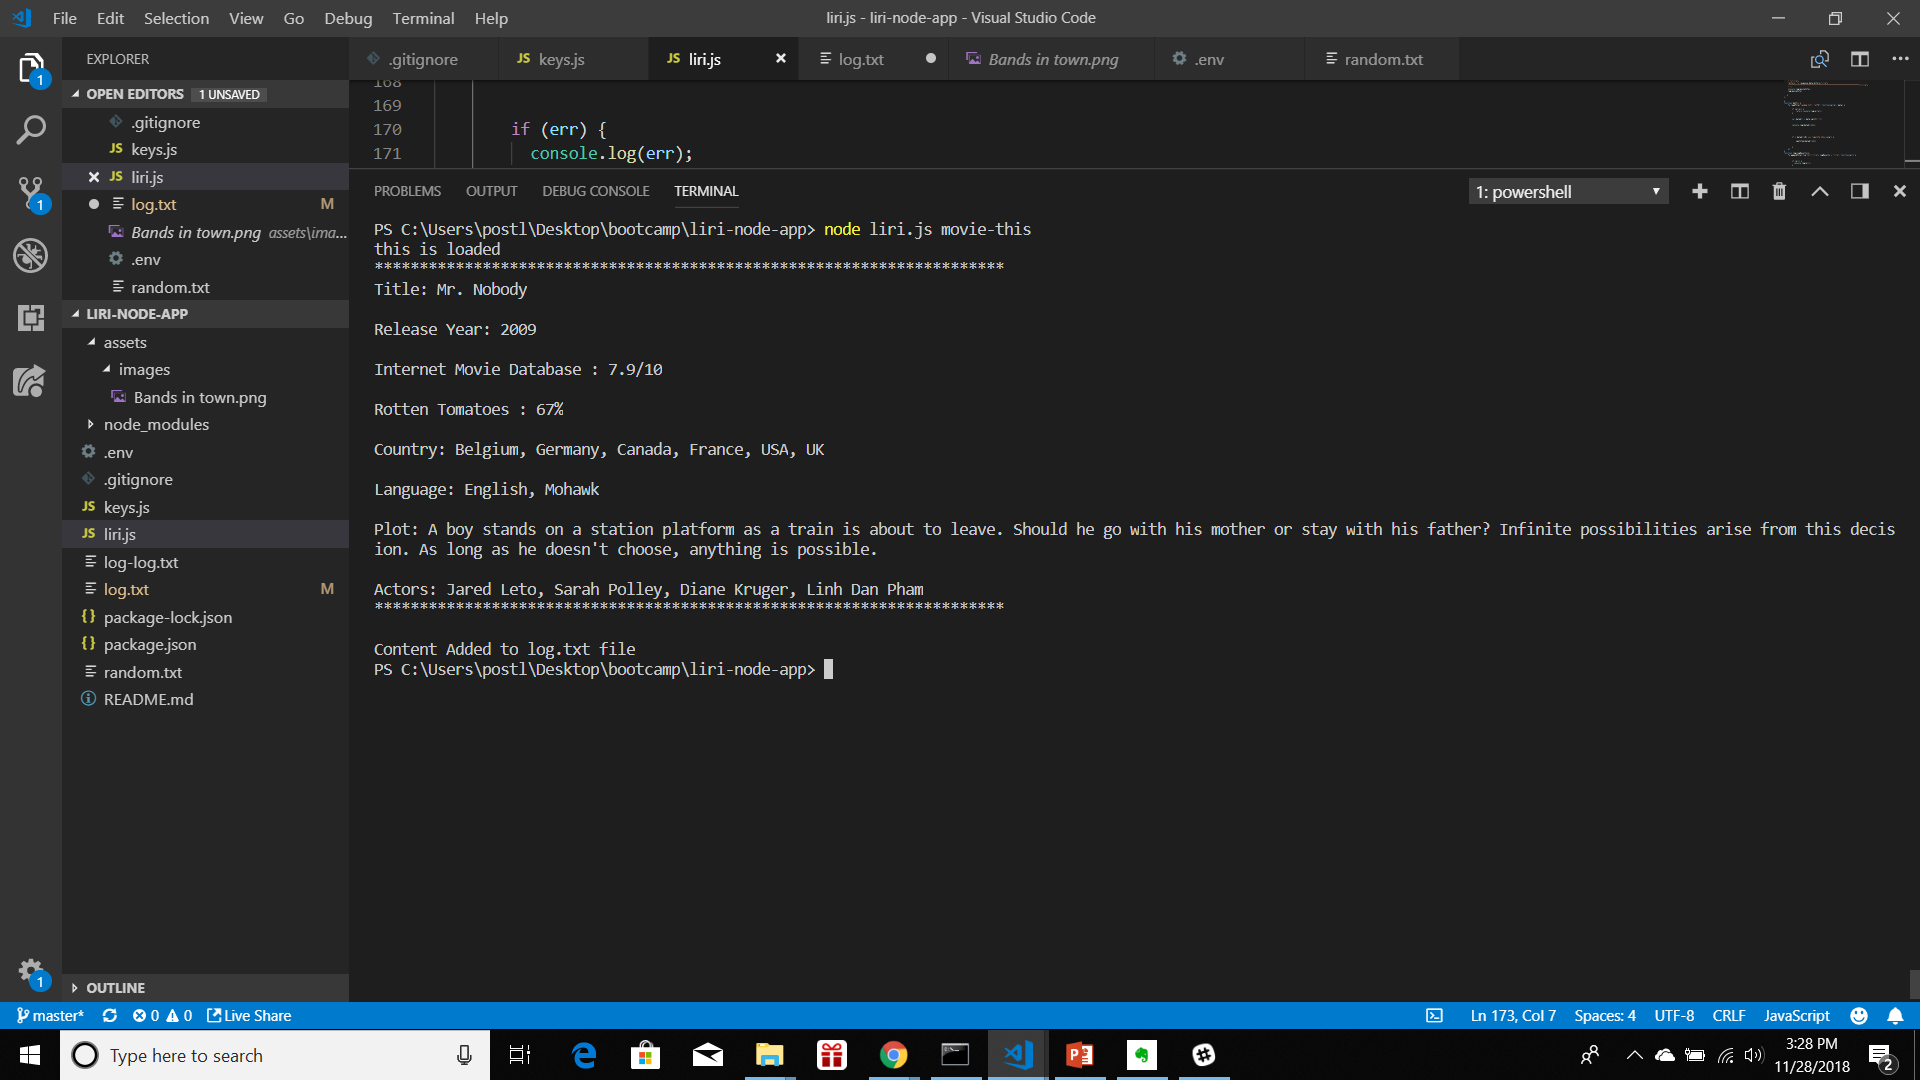 File Edit Selection View Go Debug Terminal Help
liri.js - liri-node-app - Visual Studio Code
EXPLORER
OPEN EDITORS 1 UNSAVED
.gitignore
JS keys.js
JS liri.js
log.txt M
Bands in town.png assets\ima...
.env
random.txt
LIRI-NODE-APP
assets
images
Bands in town.png
node_modules
.env
.gitignore
JS keys.js
JS liri.js
log-log.txt
log.txt M
{} package-lock.json
{} package.json
random.txt
README.md
OUTLINE
1
1
1
.gitignore JS keys.js JS liri.js log.txt Bands in town.png .env random.txt
168
169
170 if (err) {
171 console.log(err);
PROBLEMS OUTPUT DEBUG CONSOLE TERMINAL
1: powershell
PS C:\Users\postl\Desktop\bootcamp\liri-node-app> node liri.js movie-this
this is loaded
**********************************************************************
Title: Mr. Nobody
Release Year: 2009
Internet Movie Database : 7.9/10
Rotten Tomatoes : 67%
Country: Belgium, Germany, Canada, France, USA, UK
Language: English, Mohawk
Plot: A boy stands on a station platform as a train is about to leave. Should he go with his mother or stay with his father? Infinite possibilities arise from this decis
ion. As long as he doesn't choose, anything is possible.
Actors: Jared Leto, Sarah Polley, Diane Kruger, Linh Dan Pham
**********************************************************************
Content Added to log.txt file
PS C:\Users\postl\Desktop\bootcamp\liri-node-app>
master* 0 0 Live Share
Ln 173, Col 7 Spaces: 4 UTF-8 CRLF JavaScript
Type here to search
3:28 PM
11/28/2018
2